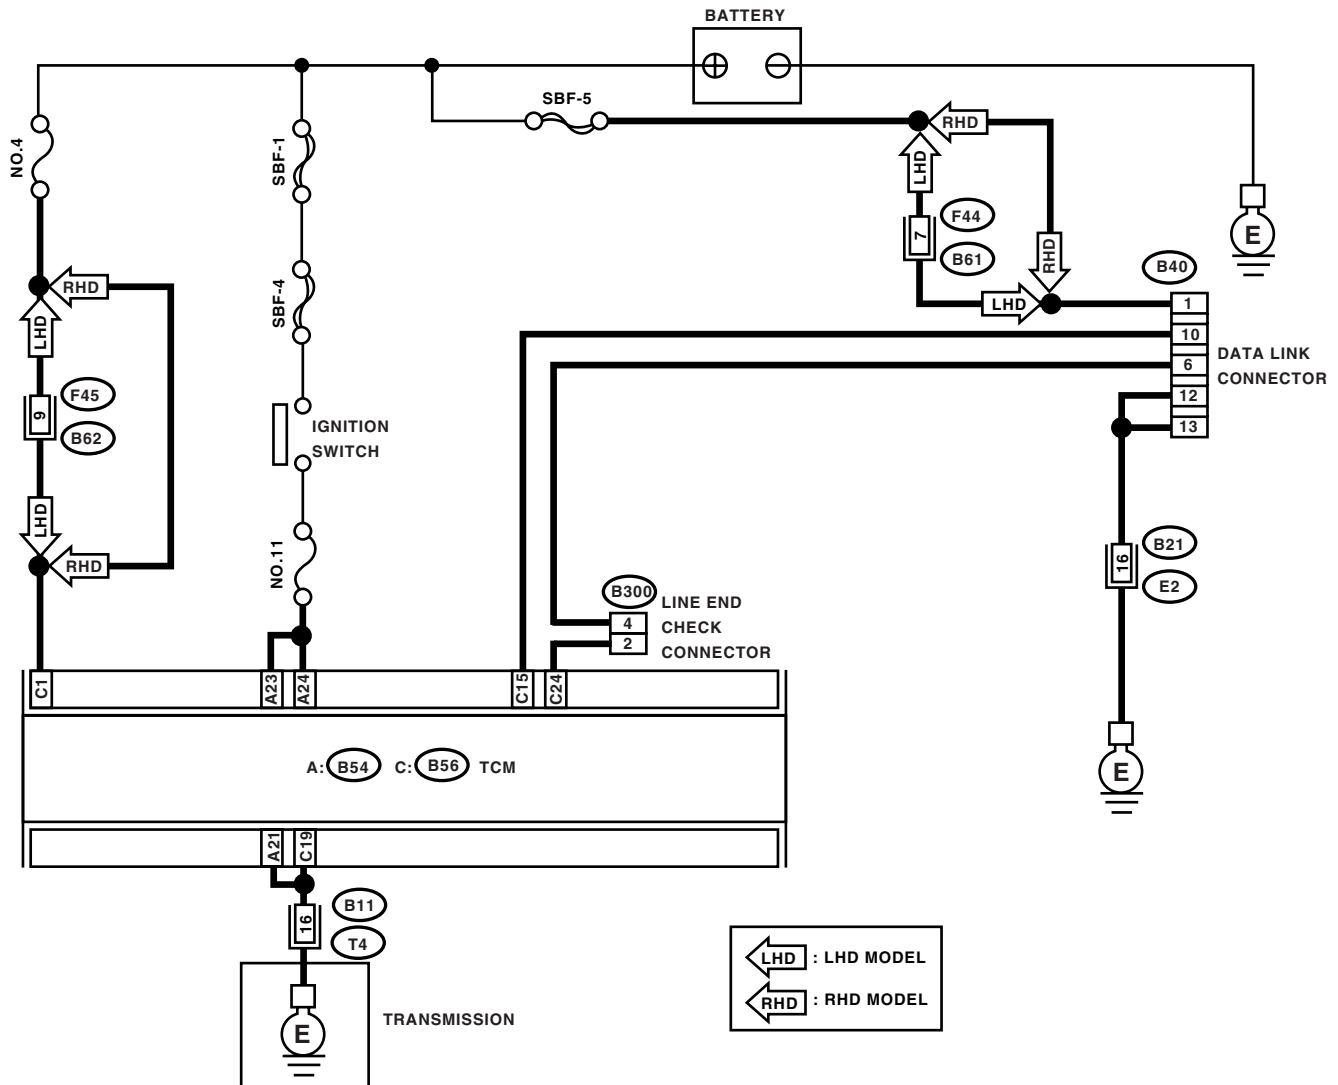 BATTERY
SBF-5
RHD
NO.4
SBF-1
LHD
7
F44
B61
E
RHD
B40
SBF-4
RHD
LHD
LHD
1
10
6
12
13
DATA LINK
CONNECTOR
9
F45
B62
IGNITION
SWITCH
LHD
RHD
NO.11
16
B21
E2
B300
4
2
LINE END
CHECK
CONNECTOR
C1
A23
A24
C15
C24
A: B54 C: B56 TCM
E
A21
C19
16
B11
T4
E
TRANSMISSION
LHD : LHD MODEL
RHD : RHD MODEL